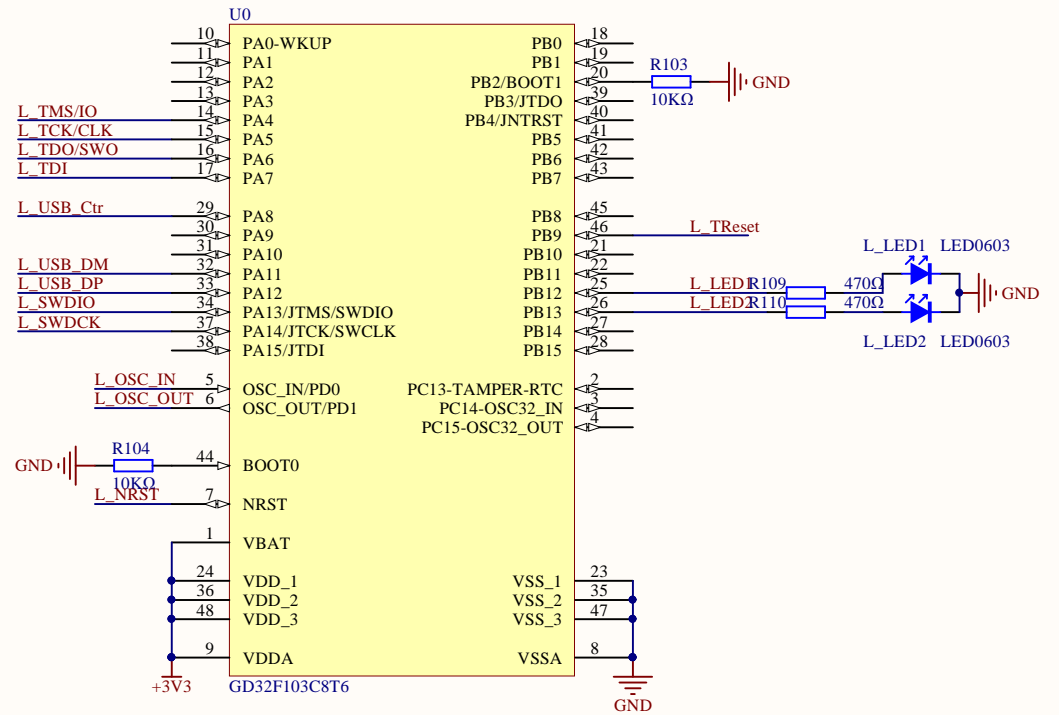 U0
10 PA0-WKUP PB0 18
11 PA1 PB1 19
12 PA2 PB2/BOOT1 20 R103 10KΩ GND
13 PA3 PB3/JTDO 39
L_TMS/IO 14 PA4 PB4/JNTRST 40
L_TCK/CLK 15 PA5 PB5 41
L_TDO/SWO 16 PA6 PB6 42
L_TDI 17 PA7 PB7 43
L_USB_Ctr 29 PA8 PB8 45
30 PA9 PB9 46 L_TReset
31 PA10 PB10 21
L_LED1 LED0603
L_USB_DM 32 PA11 PB11 22
L_USB_DP 33 PA12 PB12 25 L_LED1 R109 470Ω GND
L_SWDIO 34 PA13/JTMS/SWDIO PB13 26 L_LED2 R110 470Ω
L_SWDCK 37 PA14/JTCK/SWCLK PB14 27
L_LED2 LED0603
38 PA15/JTDI PB15 28
L_OSC_IN 5 OSC_IN/PD0 PC13-TAMPER-RTC 2
L_OSC_OUT 6 OSC_OUT/PD1 PC14-OSC32_IN 3
PC15-OSC32_OUT 4
R104
GND 44 BOOT0
10KΩ
L_NRST 7 NRST
1 VBAT
24 VDD_1 VSS_1 23
36 VDD_2 VSS_2 35
48 VDD_3 VSS_3 47
9 VDDA VSSA 8
+3V3 GD32F103C8T6
GND